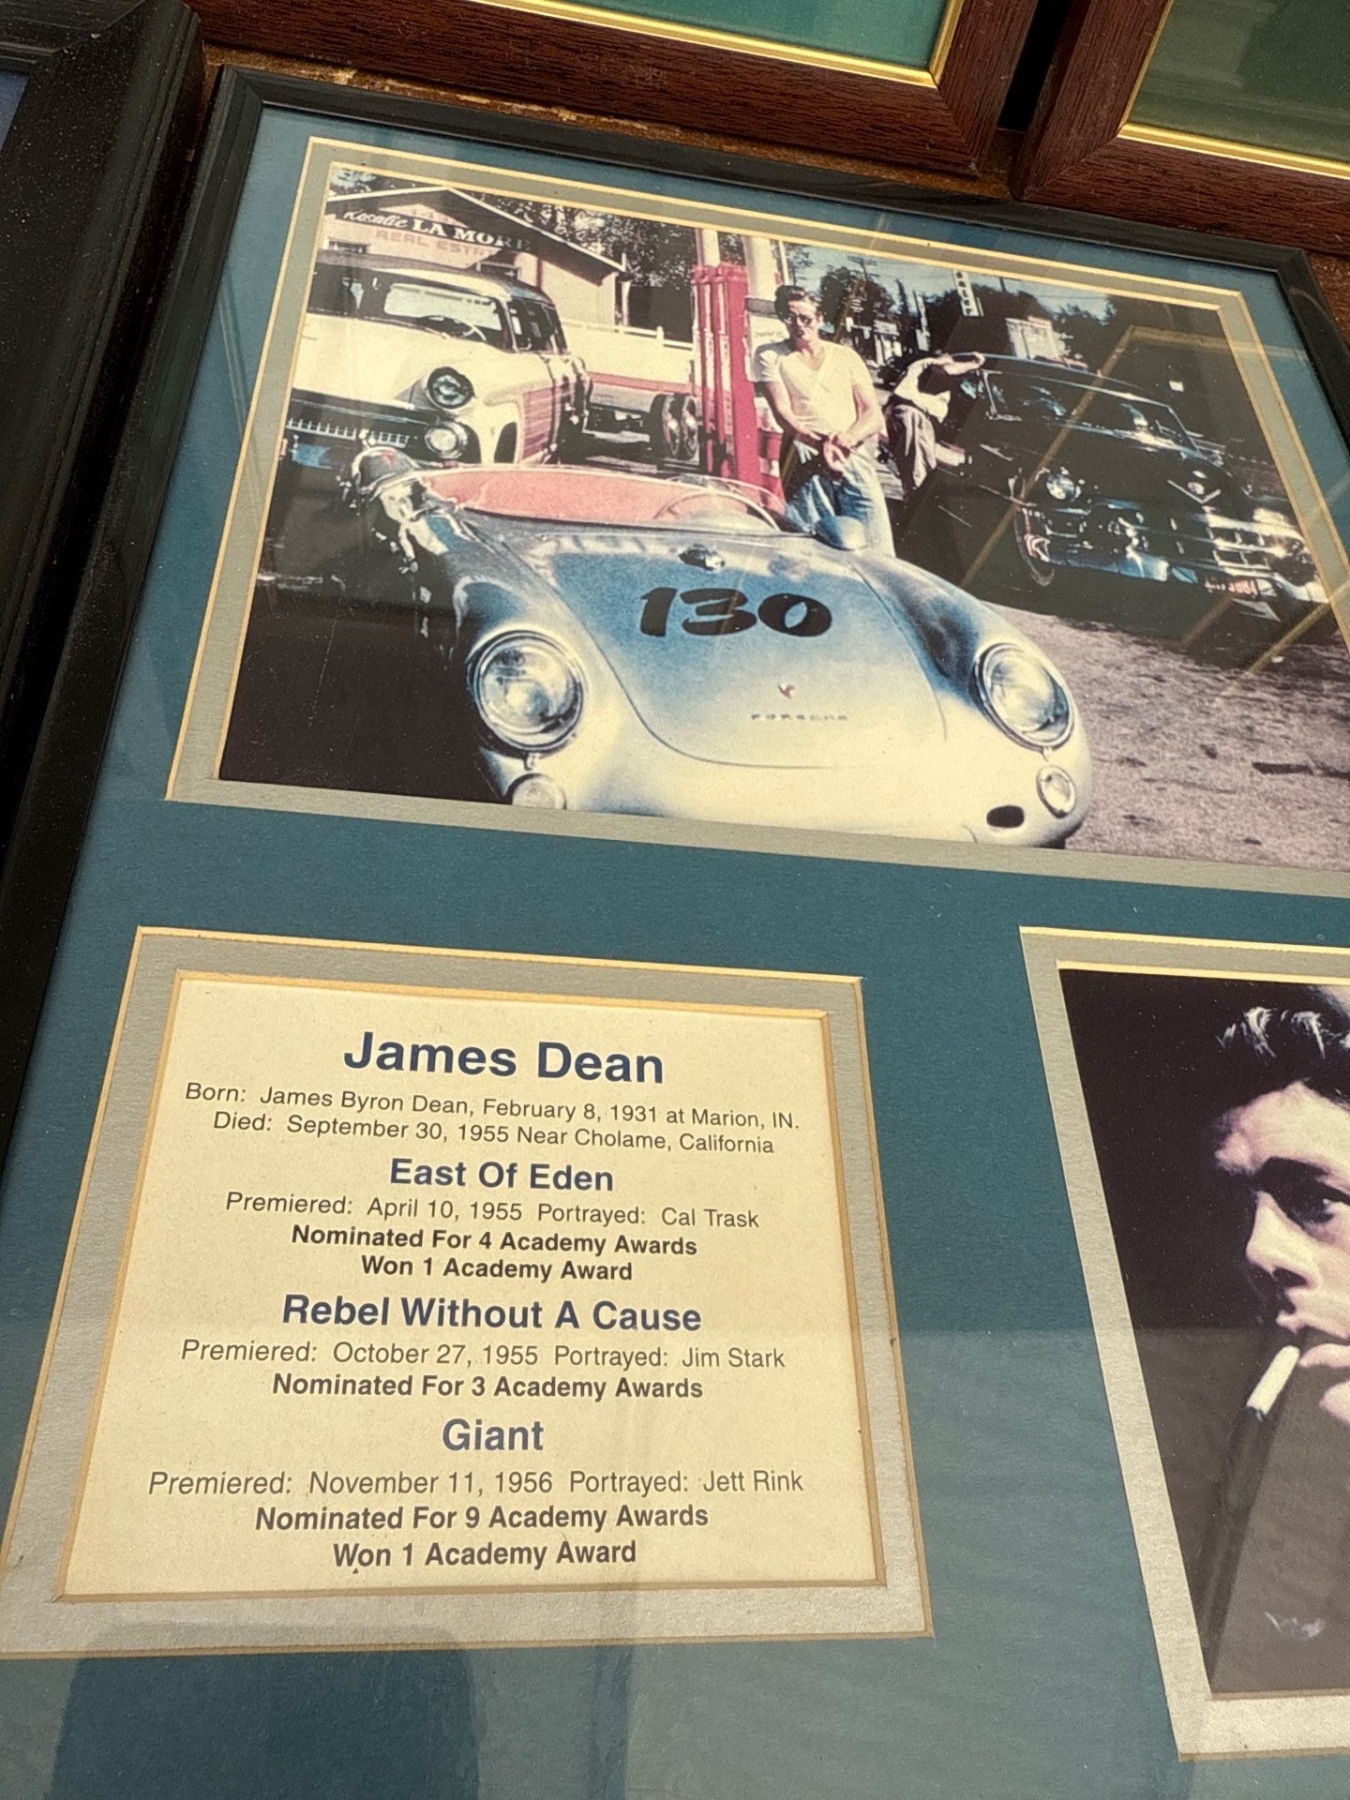 Rosalie LA MORE
REAL ESTATE
130
PORSCHE
James Dean
Born: James Byron Dean, February 8, 1931 at Marion, IN.
Died: September 30, 1955 Near Cholame, California
East Of Eden
Premiered: April 10, 1955 Portrayed: Cal Trask
Nominated For 4 Academy Awards
Won 1 Academy Award
Rebel Without A Cause
Premiered: October 27, 1955 Portrayed: Jim Stark
Nominated For 3 Academy Awards
Giant
Premiered: November 11, 1956 Portrayed: Jett Rink
Nominated For 9 Academy Awards
Won 1 Academy Award